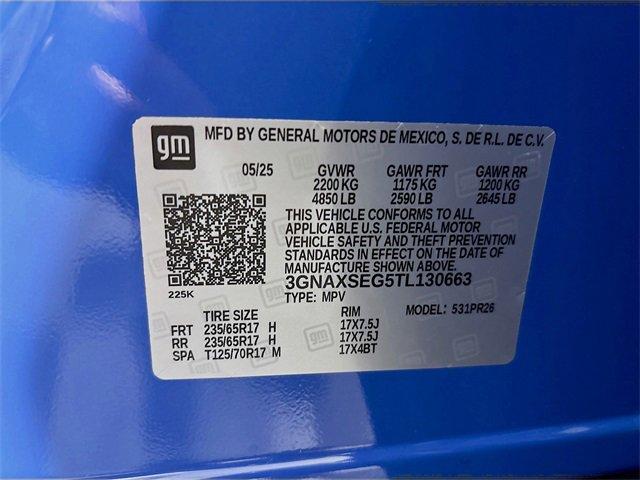 gm MFD BY GENERAL MOTORS DE MEXICO, S. DE R.L. DE C.V.
05/25 GVWR GAWR FRT GAWR RR
2200 KG 1175 KG 1200 KG
4850 LB 2590 LB 2645 LB
THIS VEHICLE CONFORMS TO ALL
APPLICABLE U.S. FEDERAL MOTOR
VEHICLE SAFETY AND THEFT PREVENTION
STANDARDS IN EFFECT ON THE DATE OF
MANUFACTURE SHOWN ABOVE.
3GNAXSEG5TL130663
225K
TYPE: MPV
MODEL: 531PR26
TIRE SIZE RIM
FRT 235/65R17 H 17X7.5J
RR 235/65R17 H 17X7.5J
SPA T125/70R17 M 17X4BT